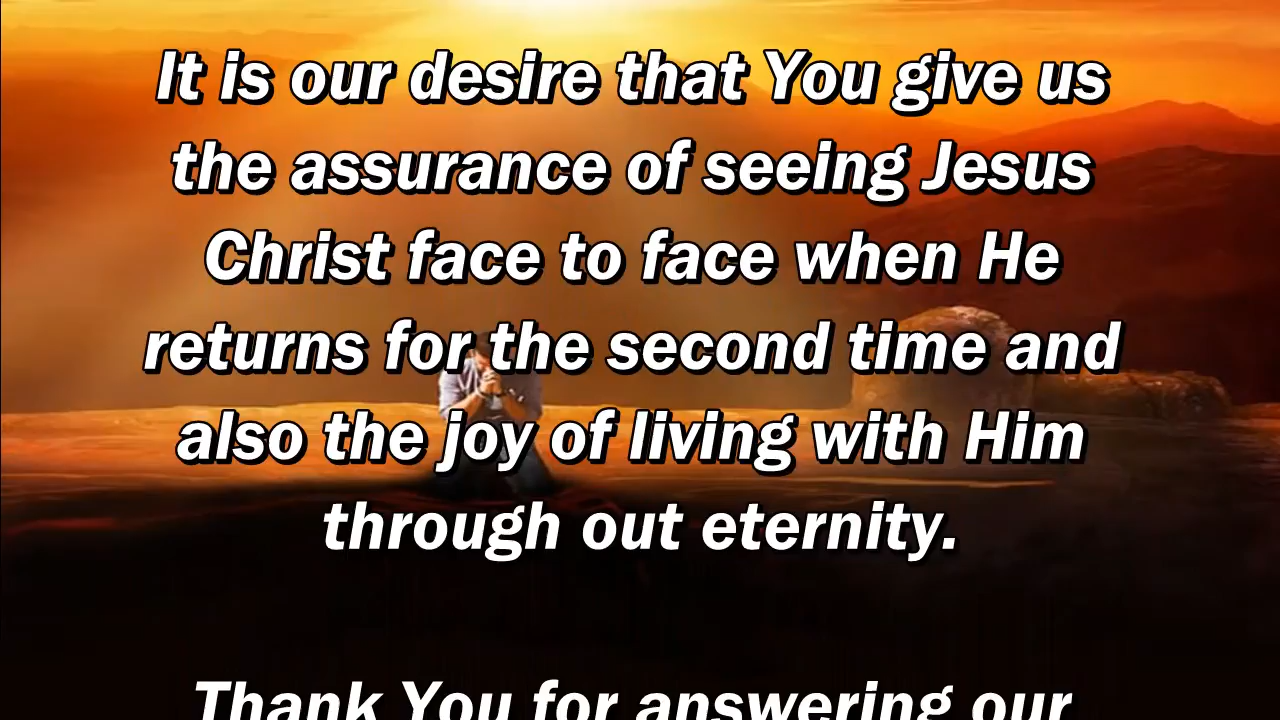 It is our desire that You give us
the assurance of seeing Jesus
Christ face to face when He
returns for the second time and
also the joy of living with Him
through out eternity.
Thank You for answering our